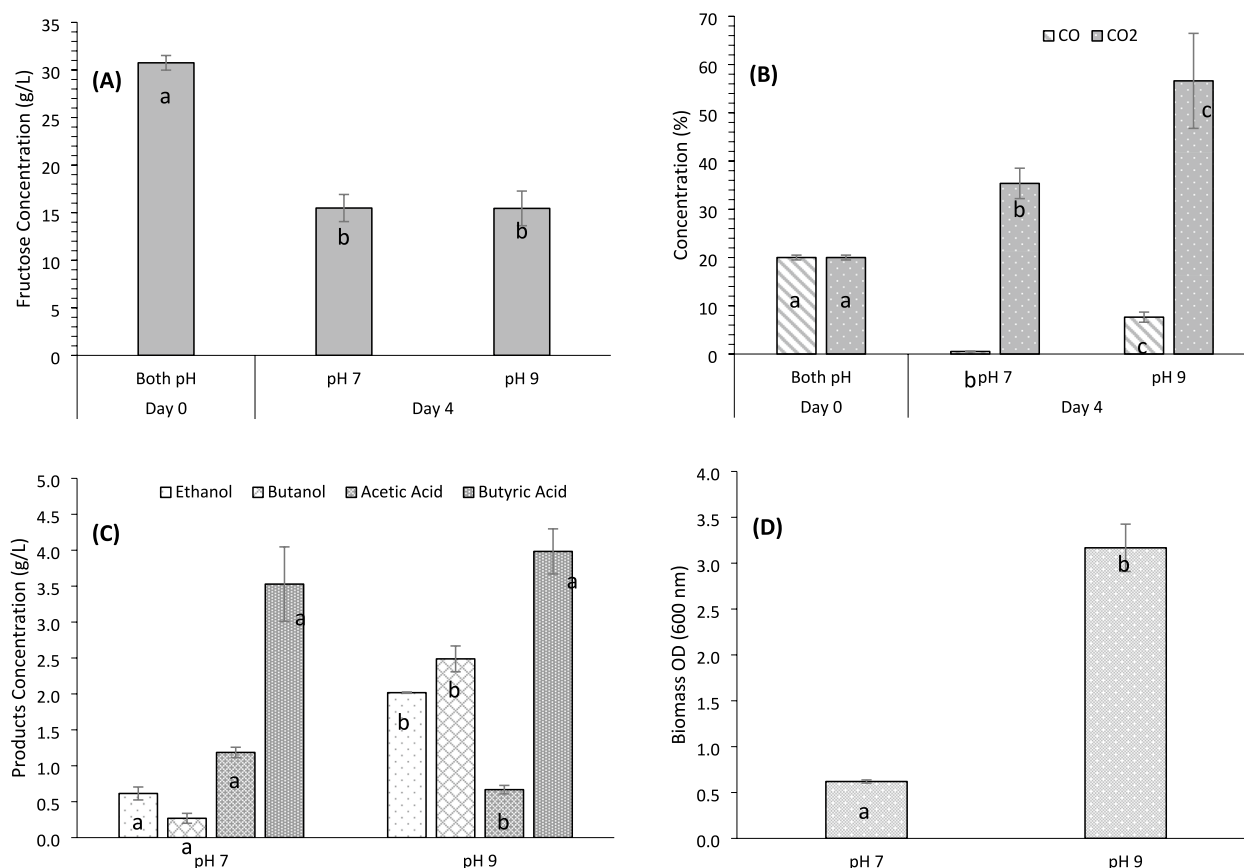 35
30
25
20
15
10
5
0
Fructose Concentration (g/L)
(A)
a
b
b
Both pH
pH 7
pH 9
Day 0
Day 4
70
60
50
40
30
20
10
0
Concentration (%)
(B)
CO
CO2
a
a
b
b
c
c
Both pH
pH 7
pH 9
Day 0
Day 4
5.0
4.5
4.0
3.5
3.0
2.5
2.0
1.5
1.0
0.5
0.0
Products Concentration (g/L)
Ethanol
Butanol
Acetic Acid
Butyric Acid
(C)
a
a
a
a
b
b
b
a
pH 7
pH 9
4.0
3.5
3.0
2.5
2.0
1.5
1.0
0.5
0.0
Biomass OD (600 nm)
(D)
a
b
pH 7
pH 9